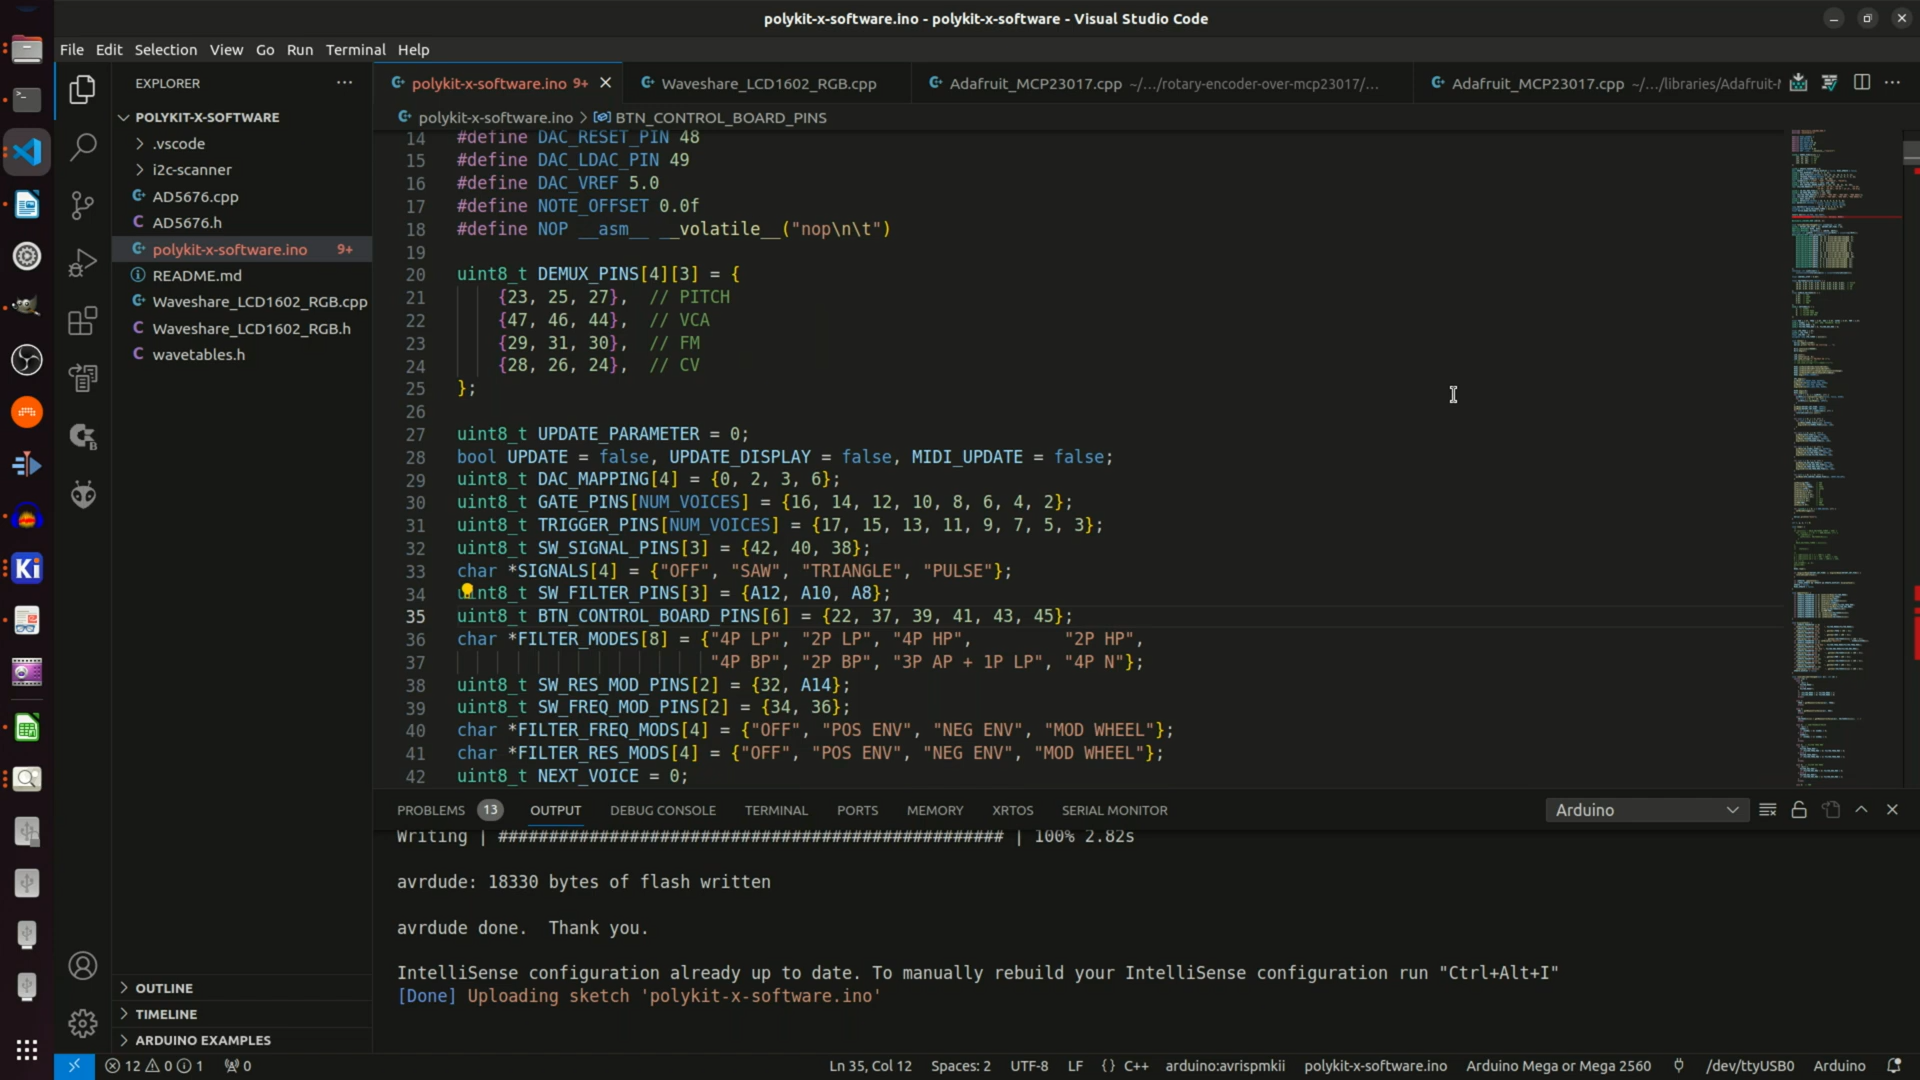 polykit-x-software.ino - polykit-x-software - Visual Studio Code
File Edit Selection View Go Run Terminal Help
EXPLORER
POLYKIT-X-SOFTWARE
.vscode
i2c-scanner
AD5676.cpp
AD5676.h
polykit-x-software.ino 9+
README.md
Waveshare_LCD1602_RGB.cpp
Waveshare_LCD1602_RGB.h
wavetables.h
OUTLINE
TIMELINE
ARDUINO EXAMPLES
polykit-x-software.ino 9+ Waveshare_LCD1602_RGB.cpp Adafruit_MCP23017.cpp ~/.../rotary-encoder-over-mcp23017/... Adafruit_MCP23017.cpp ~/.../libraries/Adafruit-
polykit-x-software.ino > BTN_CONTROL_BOARD_PINS
14 #define DAC_RESET_PIN 48
15 #define DAC_LDAC_PIN 49
16 #define DAC_VREF 5.0
17 #define NOTE_OFFSET 0.0f
18 #define NOP __asm__ __volatile__("nop\n\t")
19
20 uint8_t DEMUX_PINS[4][3] = {
21 {23, 25, 27}, // PITCH
22 {47, 46, 44}, // VCA
23 {29, 31, 30}, // FM
24 {28, 26, 24}, // CV
25 };
26
27 uint8_t UPDATE_PARAMETER = 0;
28 bool UPDATE = false, UPDATE_DISPLAY = false, MIDI_UPDATE = false;
29 uint8_t DAC_MAPPING[4] = {0, 2, 3, 6};
30 uint8_t GATE_PINS[NUM_VOICES] = {16, 14, 12, 10, 8, 6, 4, 2};
31 uint8_t TRIGGER_PINS[NUM_VOICES] = {17, 15, 13, 11, 9, 7, 5, 3};
32 uint8_t SW_SIGNAL_PINS[3] = {42, 40, 38};
33 char *SIGNALS[4] = {"OFF", "SAW", "TRIANGLE", "PULSE"};
34 uint8_t SW_FILTER_PINS[3] = {A12, A10, A8};
35 uint8_t BTN_CONTROL_BOARD_PINS[6] = {22, 37, 39, 41, 43, 45};
36 char *FILTER_MODES[8] = {"4P LP", "2P LP", "4P HP", "2P HP",
37 "4P BP", "2P BP", "3P AP + 1P LP", "4P N"};
38 uint8_t SW_RES_MOD_PINS[2] = {32, A14};
39 uint8_t SW_FREQ_MOD_PINS[2] = {34, 36};
40 char *FILTER_FREQ_MODS[4] = {"OFF", "POS ENV", "NEG ENV", "MOD WHEEL"};
41 char *FILTER_RES_MODS[4] = {"OFF", "POS ENV", "NEG ENV", "MOD WHEEL"};
42 uint8_t NEXT_VOICE = 0;
PROBLEMS 13 OUTPUT DEBUG CONSOLE TERMINAL PORTS MEMORY XRTOS SERIAL MONITOR Arduino
Writing | ################################################## | 100% 2.82s
avrdude: 18330 bytes of flash written
avrdude done. Thank you.
IntelliSense configuration already up to date. To manually rebuild your IntelliSense configuration run "Ctrl+Alt+I"
[Done] Uploading sketch 'polykit-x-software.ino'
12 0 1 0 Ln 35, Col 12 Spaces: 2 UTF-8 LF {} C++ arduino:avrispmkii polykit-x-software.ino Arduino Mega or Mega 2560 /dev/ttyUSB0 Arduino